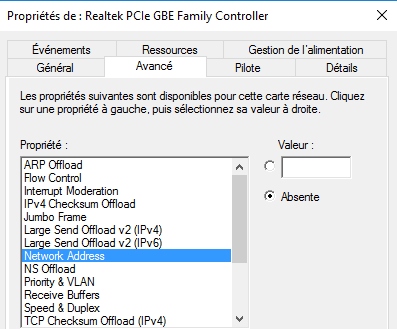 Propriétés de : Realtek PCIe GBE Family Controller
Événements Ressources Gestion de l'alimentation
Général Avancé Pilote Détails
Les propriétés suivantes sont disponibles pour cette carte réseau. Cliquez
sur une propriété à gauche, puis sélectionnez sa valeur à droite.
Propriété : Valeur :
ARP Offload
Flow Control
Interrupt Moderation
IPv4 Checksum Offload
Absente
Jumbo Frame
Large Send Offload v2 (IPv4)
Large Send Offload v2 (IPv6)
Network Address
NS Offload
Priority & VLAN
Receive Buffers
Speed & Duplex
TCP Checksum Offload (IPv4)